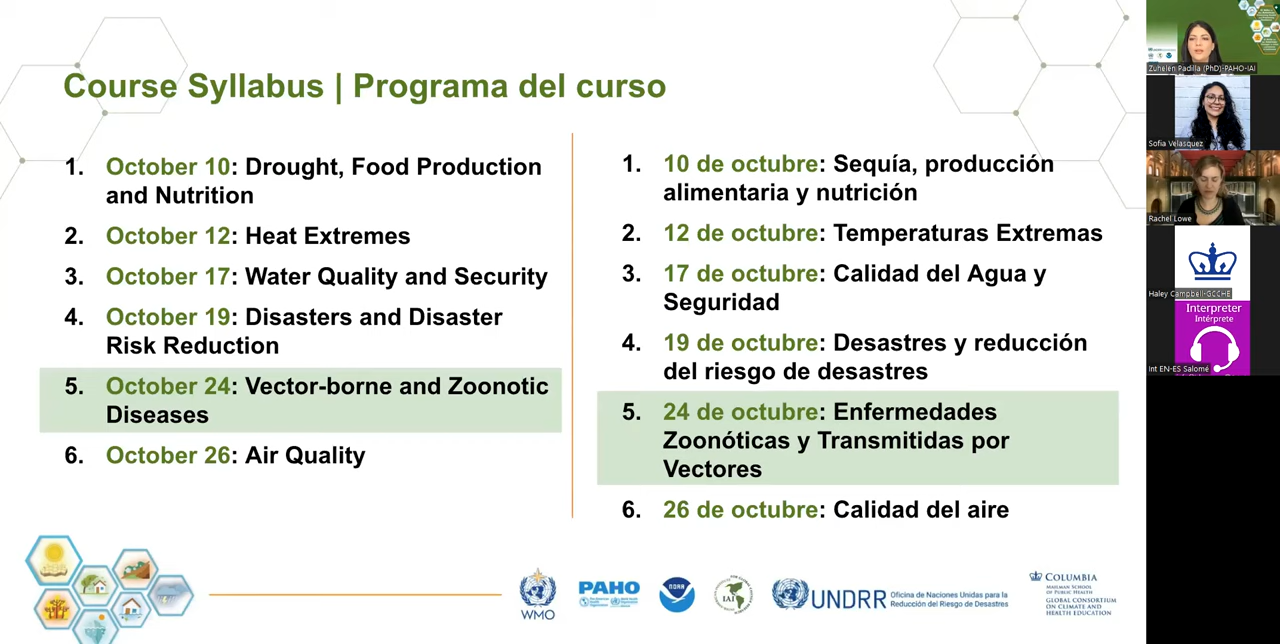 Course Syllabus | Programa del curso
1. October 10: Drought, Food Production
and Nutrition
2. October 12: Heat Extremes
3. October 17: Water Quality and Security
4. October 19: Disasters and Disaster
Risk Reduction
5. October 24: Vector-borne and Zoonotic
Diseases
6. October 26: Air Quality
1. 10 de octubre: Sequía, producción
alimentaria y nutrición
2. 12 de octubre: Temperaturas Extremas
3. 17 de octubre: Calidad del Agua y
Seguridad
4. 19 de octubre: Desastres y reducción
del riesgo de desastres
5. 24 de octubre: Enfermedades
Zoonóticas y Transmitidas por
Vectores
6. 26 de octubre: Calidad del aire
WMO
PAHO
NOAA
IAI
UNDRR
Oficina de Naciones Unidas para la
Reducción del Riesgo de Desastres
COLUMBIA
MAILMAN SCHOOL
OF PUBLIC HEALTH
GLOBAL CONSORTIUM
ON CLIMATE AND
HEALTH EDUCATION
Zuhelen Padilla (PhD)-PAHO-IAI
Sofia Velasquez
Rachel Lowe
Haley Campbell-GCCHE
Interpreter
Intérprete
Int EN-ES Salomé